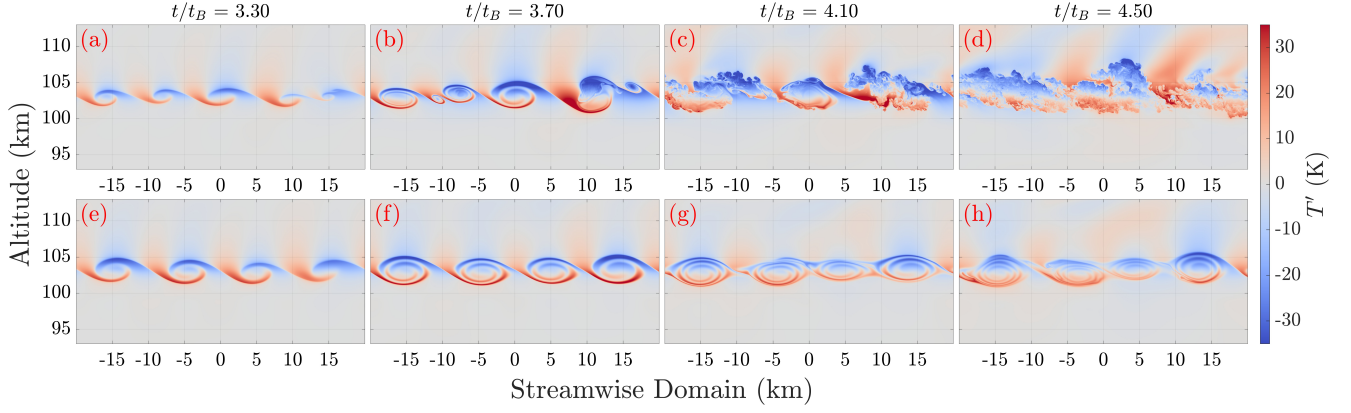 t/t_B = 3.30 t/t_B = 3.70 t/t_B = 4.10 t/t_B = 4.50
(a) (b) (c) (d)
110
105
100
95
-15 -10 -5 0 5 10 15 -15 -10 -5 0 5 10 15 -15 -10 -5 0 5 10 15 -15 -10 -5 0 5 10 15
(e) (f) (g) (h)
110
105
100
95
-15 -10 -5 0 5 10 15 -15 -10 -5 0 5 10 15 -15 -10 -5 0 5 10 15 -15 -10 -5 0 5 10 15
Altitude (km)
Streamwise Domain (km)
30
20
10
0
-10
-20
-30
T′ (K)